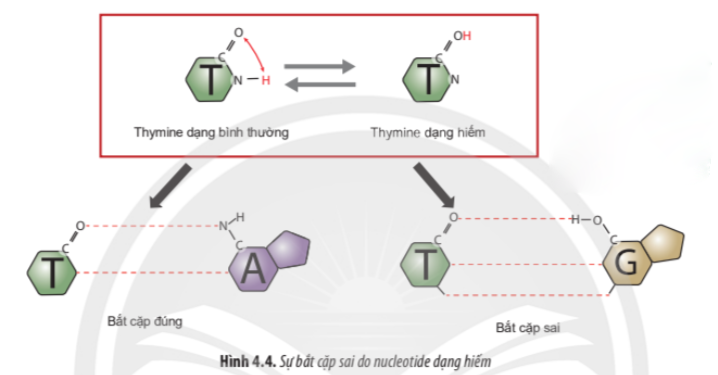 O
C
T
N
H
OH
C
T
N
Thymine dạng bình thường
Thymine dạng hiếm
O
C
T
N
H
C
A
O
C
T
H
O
C
G
Bắt cặp đúng
Bắt cặp sai
Hình 4.4. Sự bắt cặp sai do nucleotide dạng hiếm